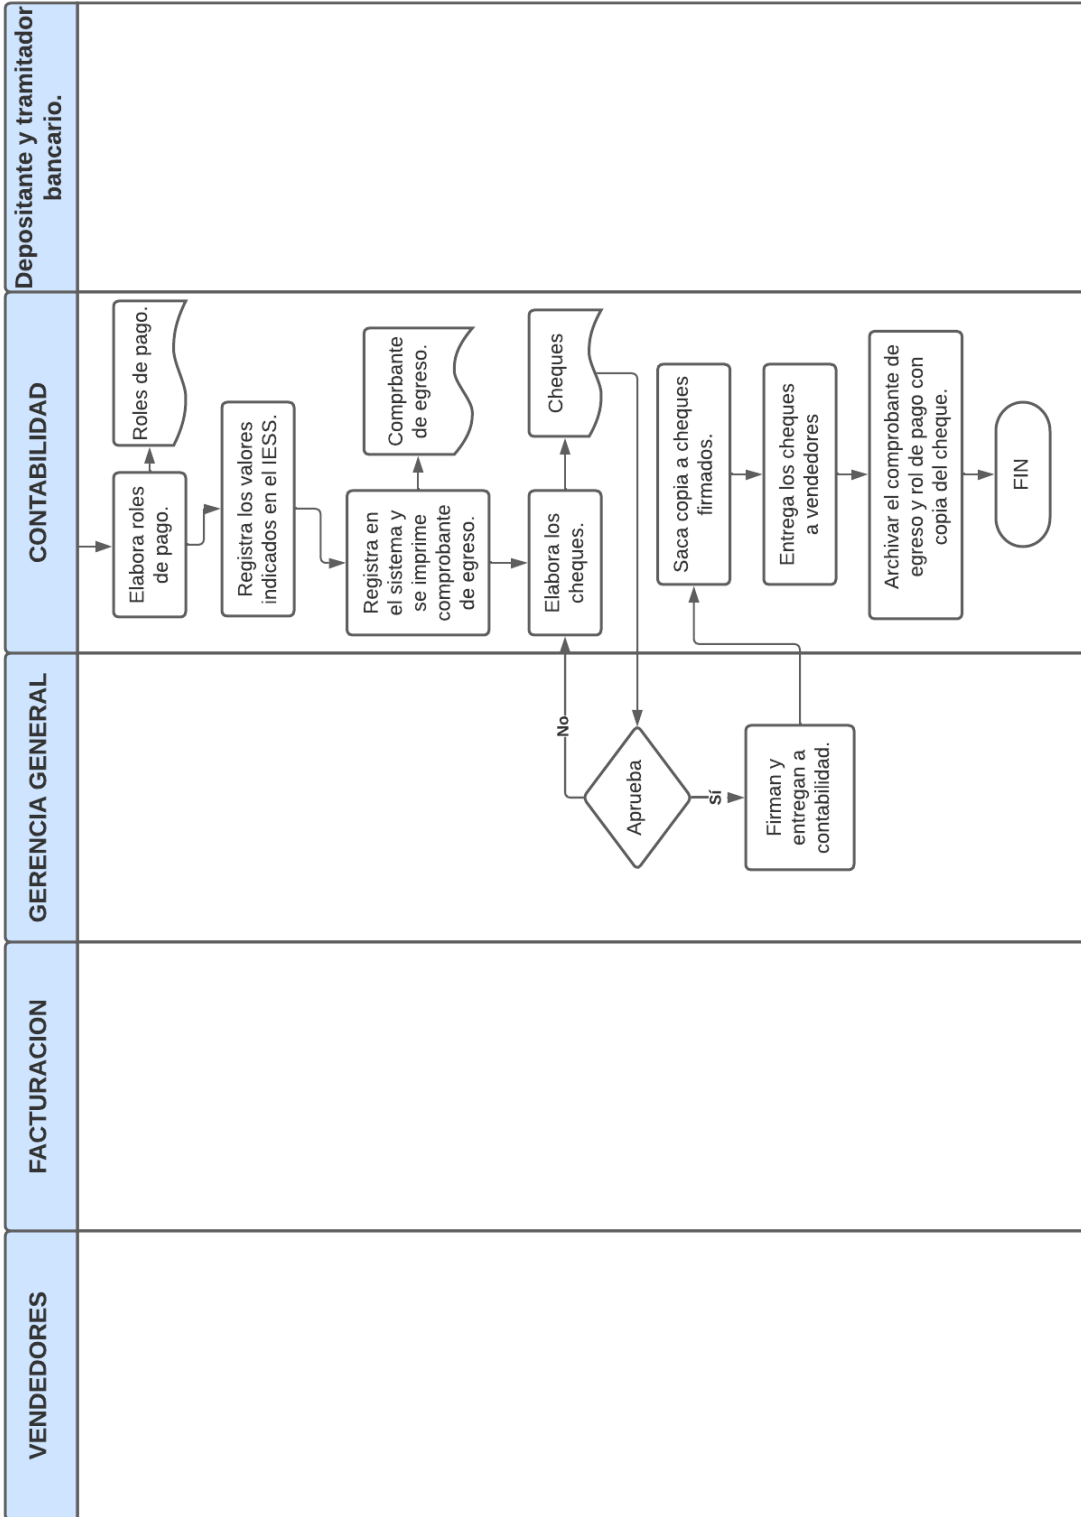 VENDEDORES
FACTURACION
GERENCIA GENERAL
CONTABILIDAD
Depositante y tramitador
bancario.
Elabora roles
de pago.
Roles de pago.
Registra los valores
indicados en el IESS.
Registra en
el sistema y
se imprime
comprobante
de egreso.
Comprbante
de egreso.
Elabora los
cheques.
Cheques
No
Aprueba
Sí
Firman y
entregan a
contabilidad.
Saca copia a cheques
firmados.
Entrega los cheques
a vendedores
Archivar el comprobante de
egreso y rol de pago con
copia del cheque.
FIN